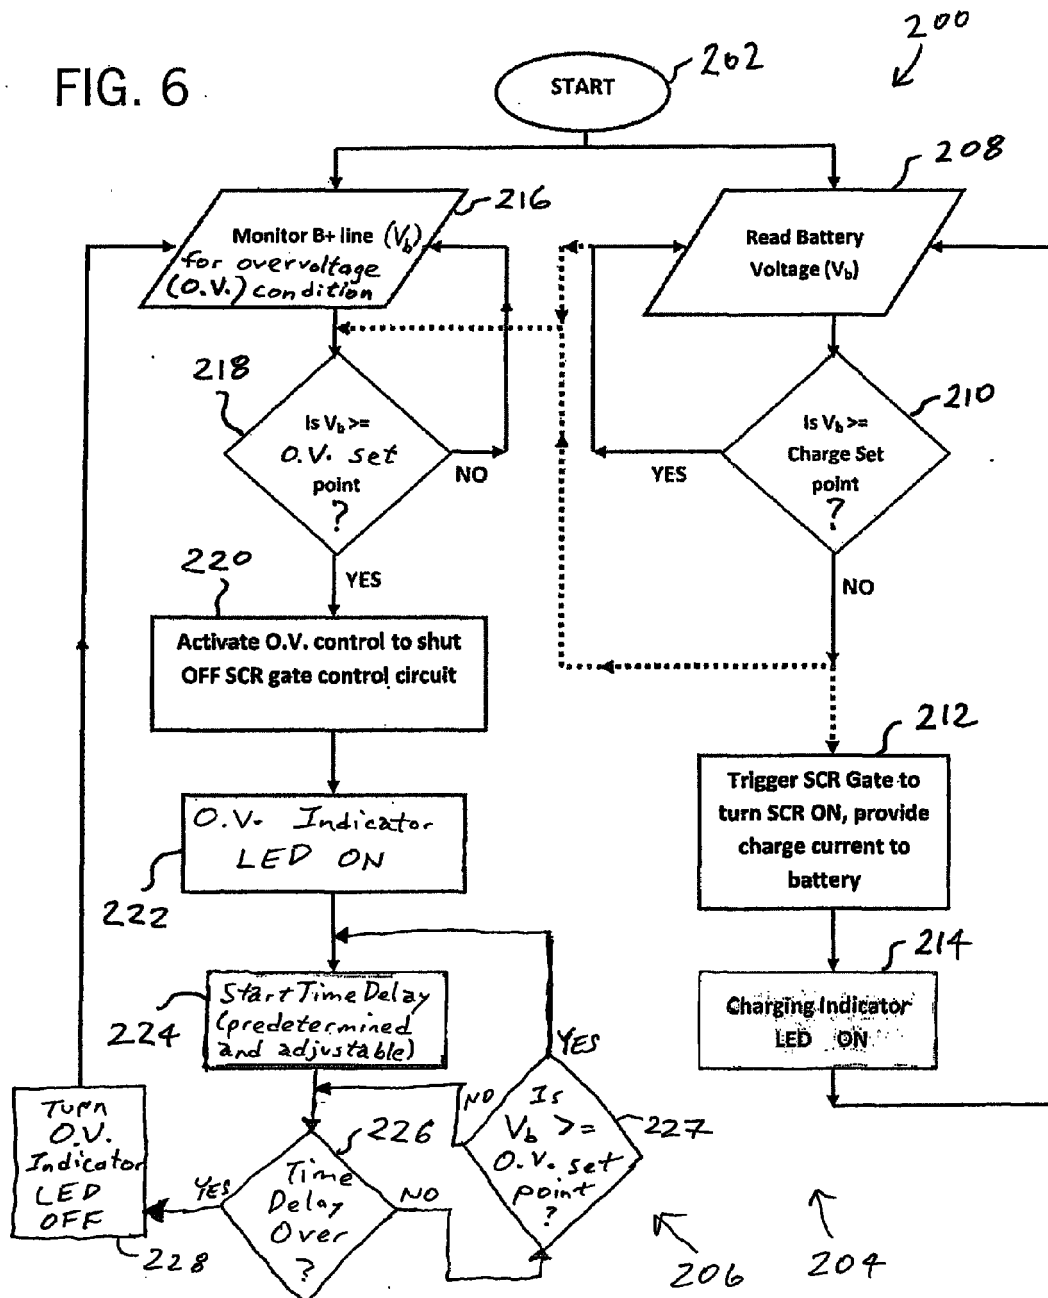 FIG. 6
200
202
START
208
216
Monitor B+ line (Vb)
for overvoltage
(O.V.) condition
Read Battery
Voltage (Vb)
218
Is Vb >=
O.V. set
point
?
NO
YES
210
Is Vb >=
Charge Set
point
?
YES
NO
220
Activate O.V. control to shut
OFF SCR gate control circuit
212
Trigger SCR Gate to
turn SCR ON, provide
charge current to
battery
O.V. Indicator
LED ON
222
214
Charging Indicator
LED ON
Start Time Delay
(predetermined
and adjustable)
224
YES
NO
Is
Vb >=
O.V. set
point
?
227
226
Time
Delay
Over
?
YES
NO
Turn
O.V.
Indicator
LED
OFF
228
206
204